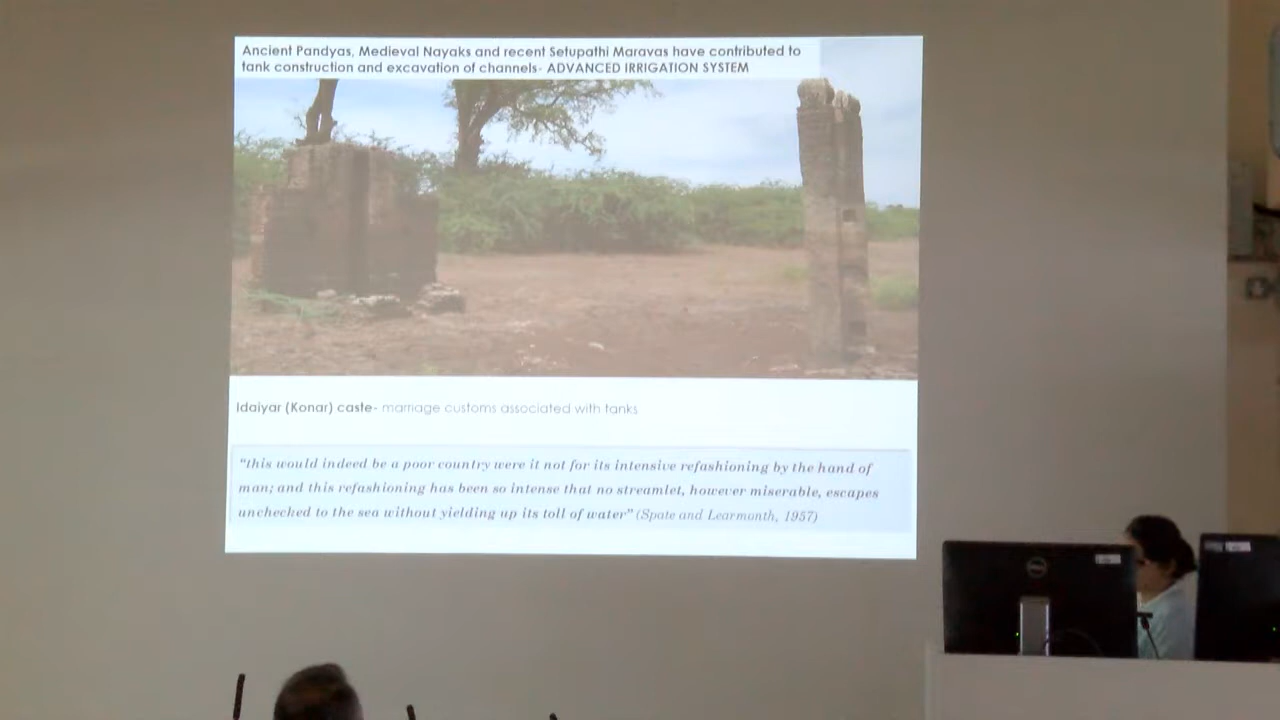 Ancient Pandyas, Medieval Nayaks and recent Setupathi Maravas have contributed to
tank construction and excavation of channels- ADVANCED IRRIGATION SYSTEM
Idaiyar (Konar) caste- marriage customs associated with tanks
"this would indeed be a poor country were it not for its intensive refashioning by the hand of
man; and this refashioning has been so intense that no streamlet, however miserable, escapes
unchecked to the sea without yielding up its toll of water" (Spate and Learmonth, 1957)
DELL